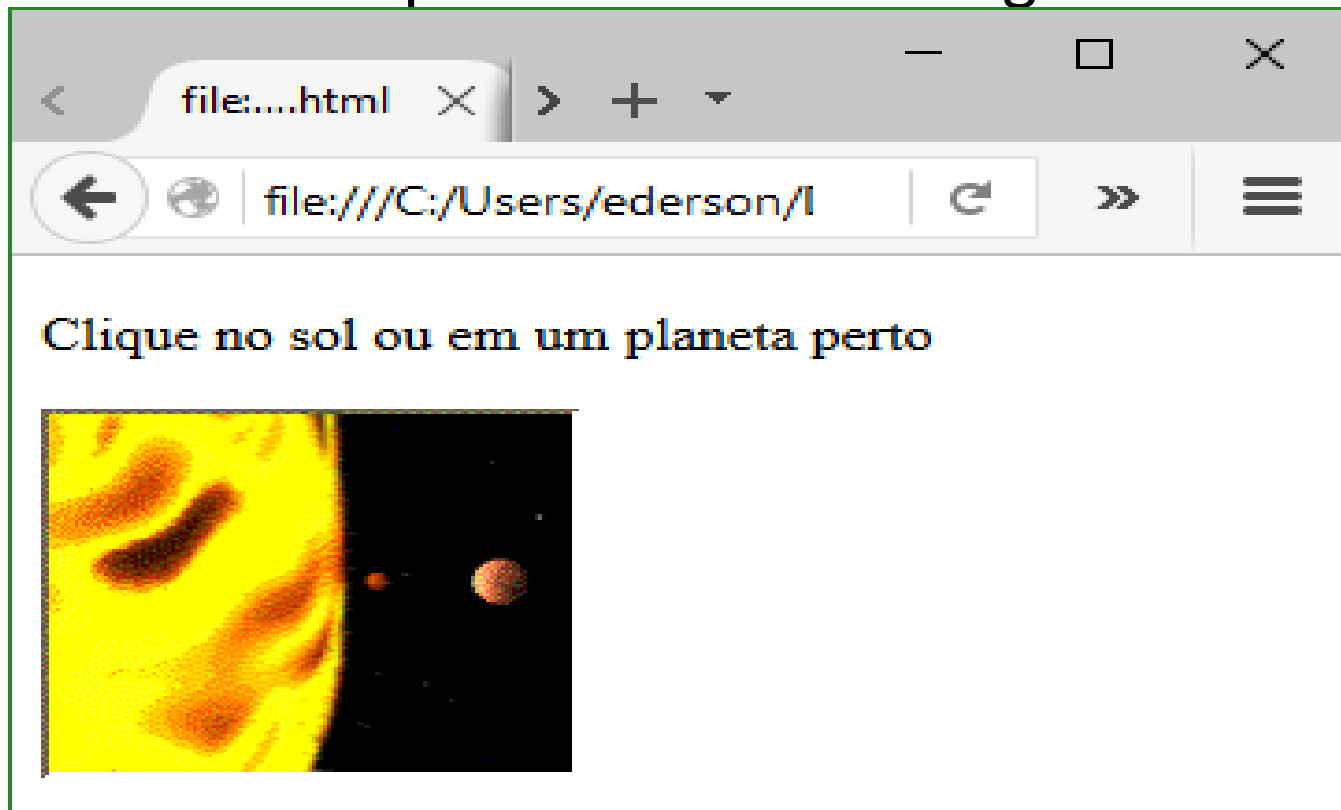 file:....html
file:///C:/Users/ederson/
Clique no sol ou em um planeta perto